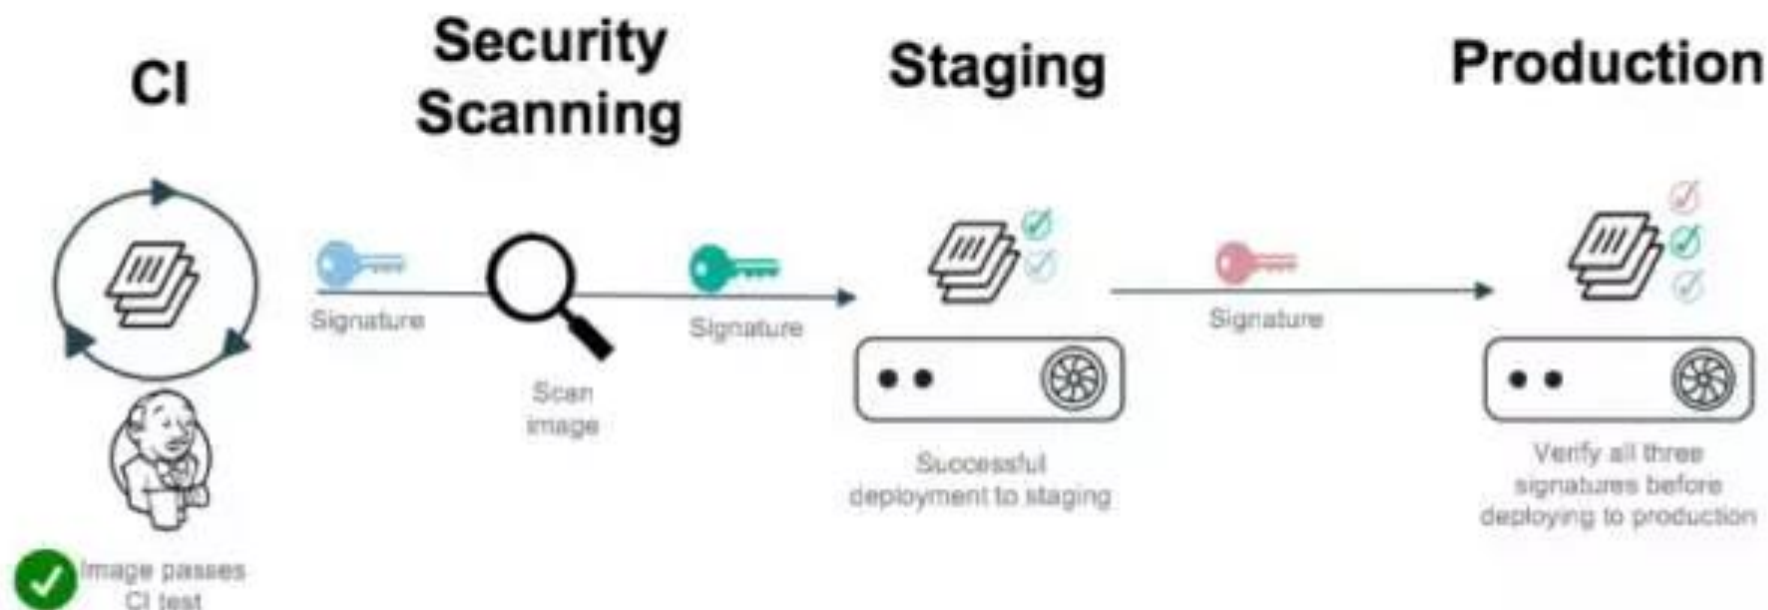 CI
Security
Scanning
Staging
Production
Signature
Signature
Signature
Scan
image
Successful
deployment to staging
Verify all three
signatures before
deploying to production
Image passes
CI test